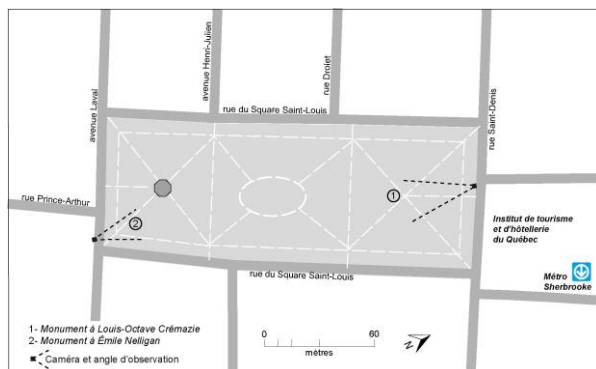 avenue Laval
avenue Henri-Julien
rue Drolet
rue Saint-Denis
rue du Square Saint-Louis
rue Prince-Arthur
1
2
Institut de tourisme
et d'hôtellerie
du Québec
Métro
Sherbrooke
rue du Square Saint-Louis
1- Monument à Louis-Octave Crémazie
2- Monument à Émile Nelligan
Caméra et angle d'observation
0 60
mètres
N